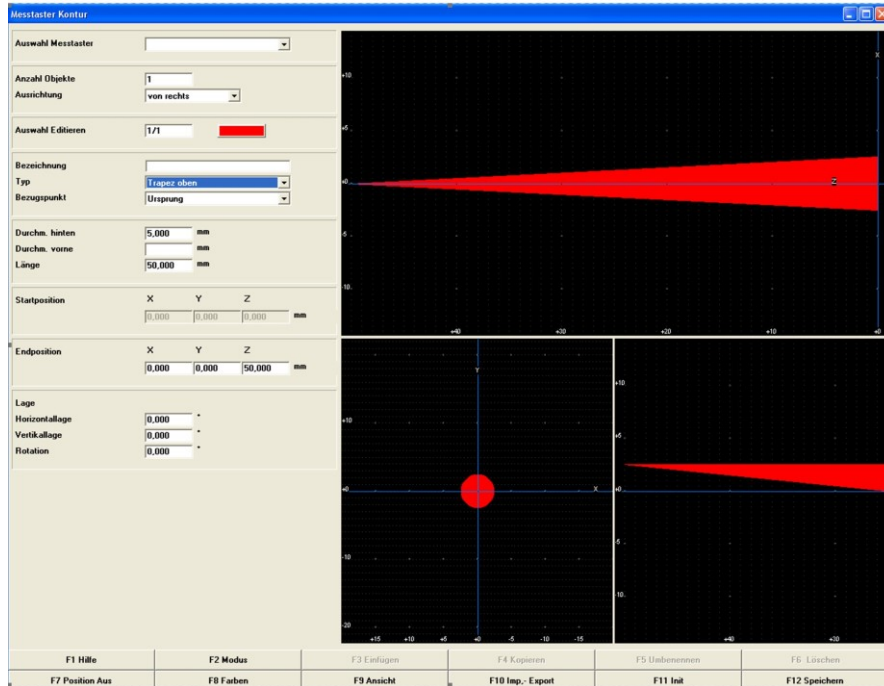 Messtaster Kontur
Auswahl Messtaster
Anzahl Objekte 1
Ausrichtung von rechts
Auswahl Editieren 1/1
Bezeichnung
Typ Trapez oben
Bezugspunkt Ursprung
Durchm. hinten 5,000 mm
Durchm. vorne mm
Länge 50,000 mm
Startposition X Y Z
0,000 0,000 0,000 mm
Endposition X Y Z
0,000 0,000 50,000 mm
Lage
Horizontallage 0,000 °
Vertikallage 0,000 °
Rotation 0,000 °
X
+10
+5
+0 Z
-5
-10
+40 +30 +20 +10 +0
Y
+10
+0 X
-10
-20
+15 +10 +5 +0 -5 -10 -15
+10
+5
+0
-5
-10
+40 +30
F1 Hilfe F2 Modus F3 Einfügen F4 Kopieren F5 Umbenennen F6 Löschen
F7 Position Aus F8 Farben F9 Ansicht F10 Imp.- Export F11 Init F12 Speichern